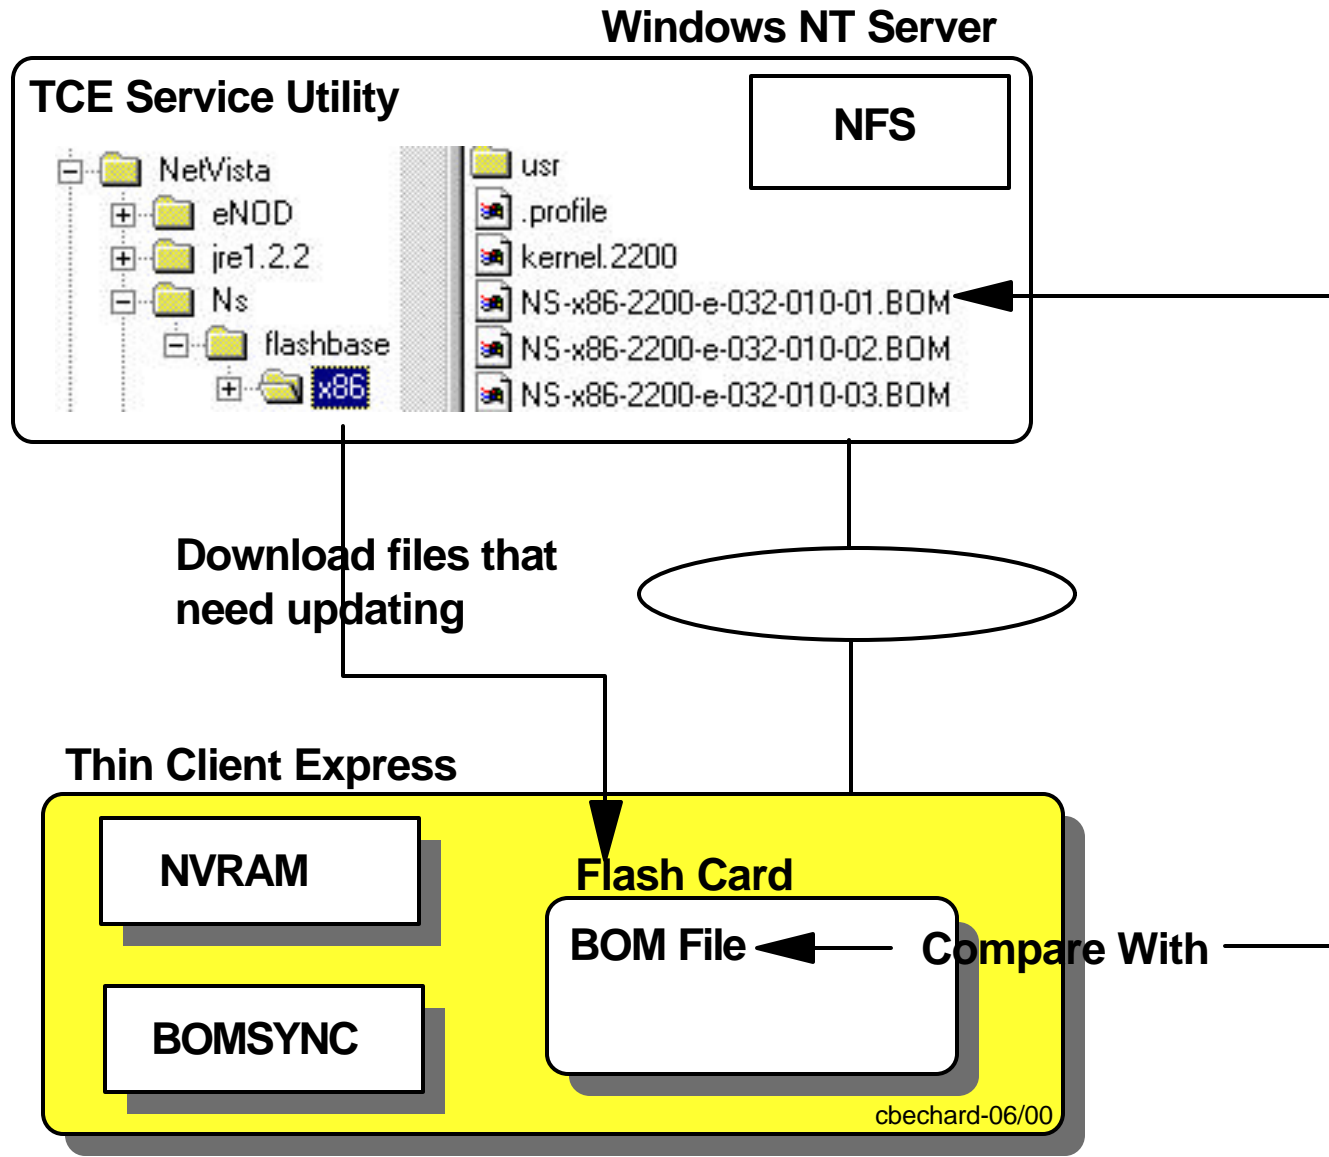 Windows NT Server
TCE Service Utility
NFS
NetVista
eNOD
jre1.2.2
Ns
flashbase
x86
usr
.profile
kernel.2200
NS-x86-2200-e-032-010-01.BOM
NS-x86-2200-e-032-010-02.BOM
NS-x86-2200-e-032-010-03.BOM
Download files that
need updating
Thin Client Express
NVRAM
Flash Card
BOM File
Compare With
BOMSYNC
cbechard-06/00